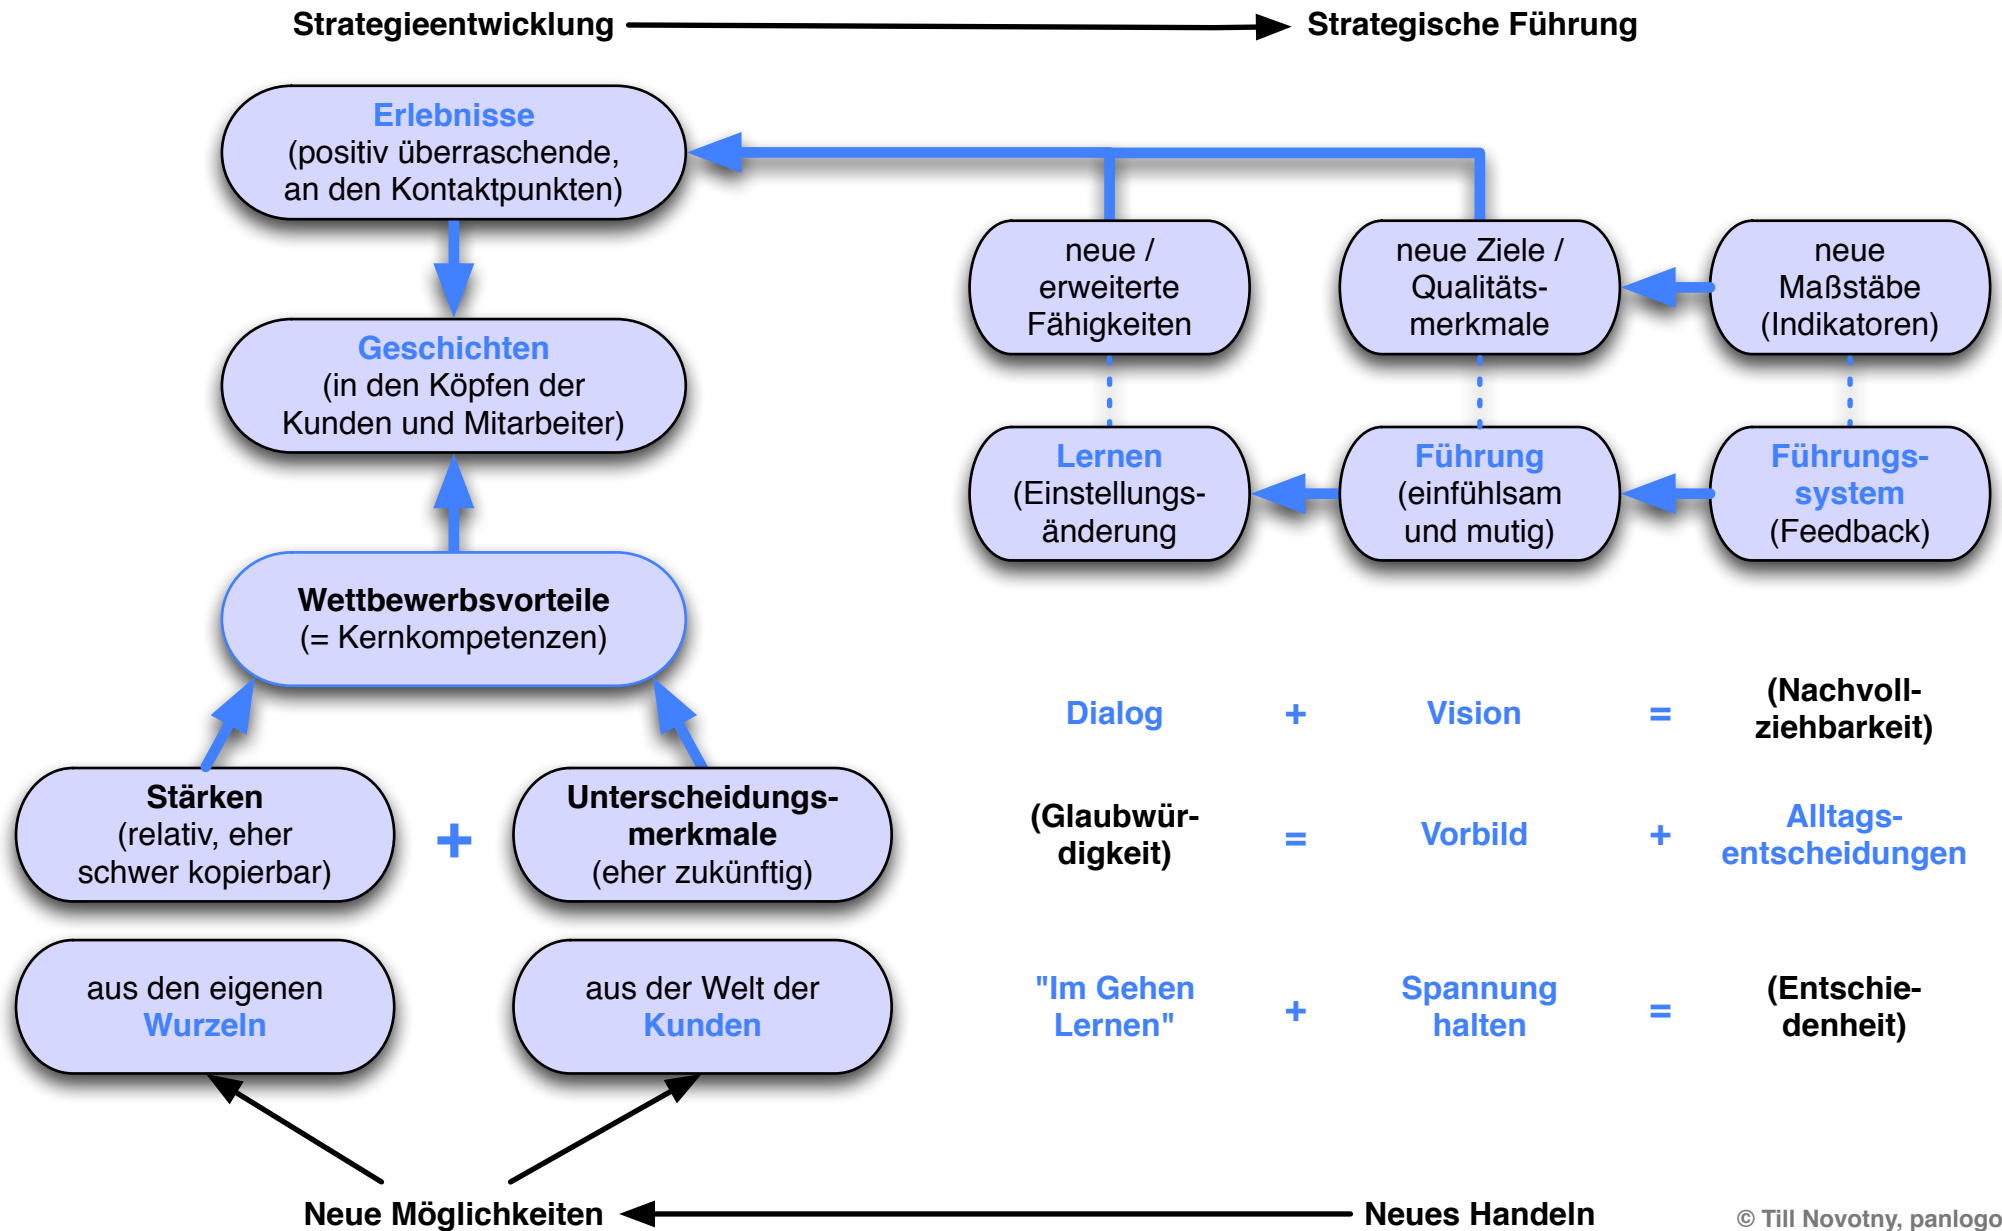 Strategieentwicklung
Strategische Führung
Erlebnisse
(positiv überraschende,
an den Kontaktpunkten)
neue /
erweiterte
Fähigkeiten
neue Ziele /
Qualitäts-
merkmale
neue
Maßstäbe
(Indikatoren)
Geschichten
(in den Köpfen der
Kunden und Mitarbeiter)
Lernen
(Einstellungs-
änderung
Führung
(einfühlsam
und mutig)
Führungs-
system
(Feedback)
Wettbewerbsvorteile
(= Kernkompetenzen)
Stärken
(relativ, eher
schwer kopierbar)
+
Unterscheidungs-
merkmale
(eher zukünftig)
aus den eigenen
Wurzeln
aus der Welt der
Kunden
Dialog + Vision = (Nachvoll-
ziehbarkeit)
(Glaubwür-
digkeit) = Vorbild + Alltags-
entscheidungen
"Im Gehen
Lernen" + Spannung
halten = (Entschie-
denheit)
Neue Möglichkeiten
Neues Handeln
© Till Novotny, panlogo